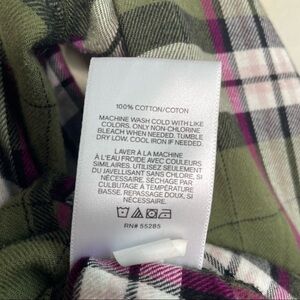 100% COTTON/COTON
MACHINE WASH COLD WITH LIKE
COLORS. ONLY NON-CHLORINE
BLEACH WHEN NEEDED. TUMBLE
DRY LOW. COOL IRON IF NEEDED.
LAVER À LA MACHINE
À L'EAU FROIDE AVEC COULEURS
SIMILAIRES. UTILISEZ SEULEMENT
DU JAVELLISANT SANS CHLORE, SI
NÉCESSAIRE. SÉCHAGE PAR
CULBUTAGE À TEMPÉRATURE
BASSE. REPASSAGE DOUX, SI
NÉCESSAIRE.
RN# 55285